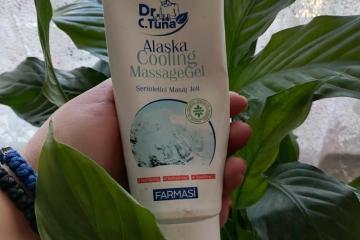 Dr.
C.Tuna
Alaska
Cooling
MassageGel
Serinletici Masaj Jeli
FARMASi